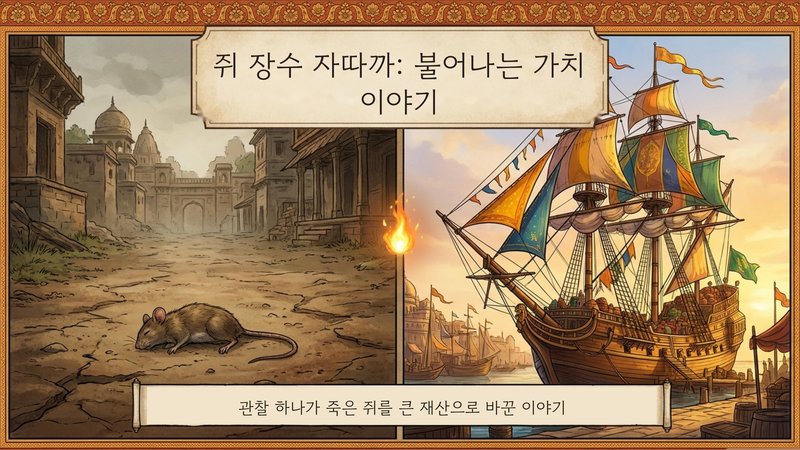 쥐 장수 자따까: 불어나는 가치
이야기
관찰 하나가 죽은 쥐를 큰 재산으로 바꾼 이야기